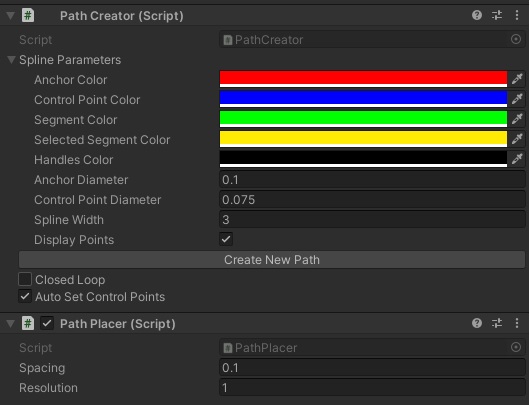 Path Creator (Script)
Script PathCreator
Spline Parameters
Anchor Color
Control Point Color
Segment Color
Selected Segment Color
Handles Color
Anchor Diameter 0.1
Control Point Diameter 0.075
Spline Width 3
Display Points
Create New Path
Closed Loop
Auto Set Control Points
# Path Placer (Script)
Script PathPlacer
Spacing 0.1
Resolution 1